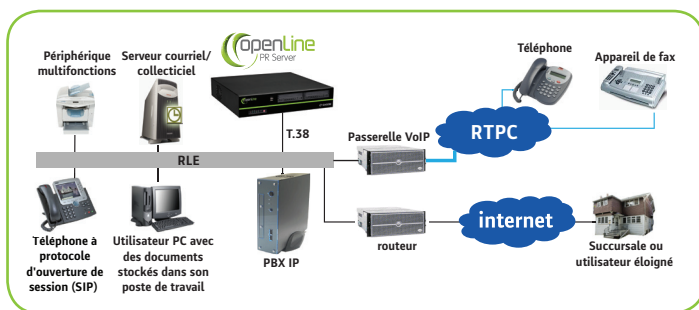 Périphérique
multifonctions
Serveur courriel/
collecticiel
openLine
PR Server
T.38
Téléphone
Appareil de fax
Passerelle VoIP
RTPC
RLE
Téléphone à
protocole
d'ouverture de
session (SIP)
Utilisateur PC avec
des documents
stockés dans son
poste de travail
PBX IP
routeur
internet
Succursale ou
utilisateur éloigné